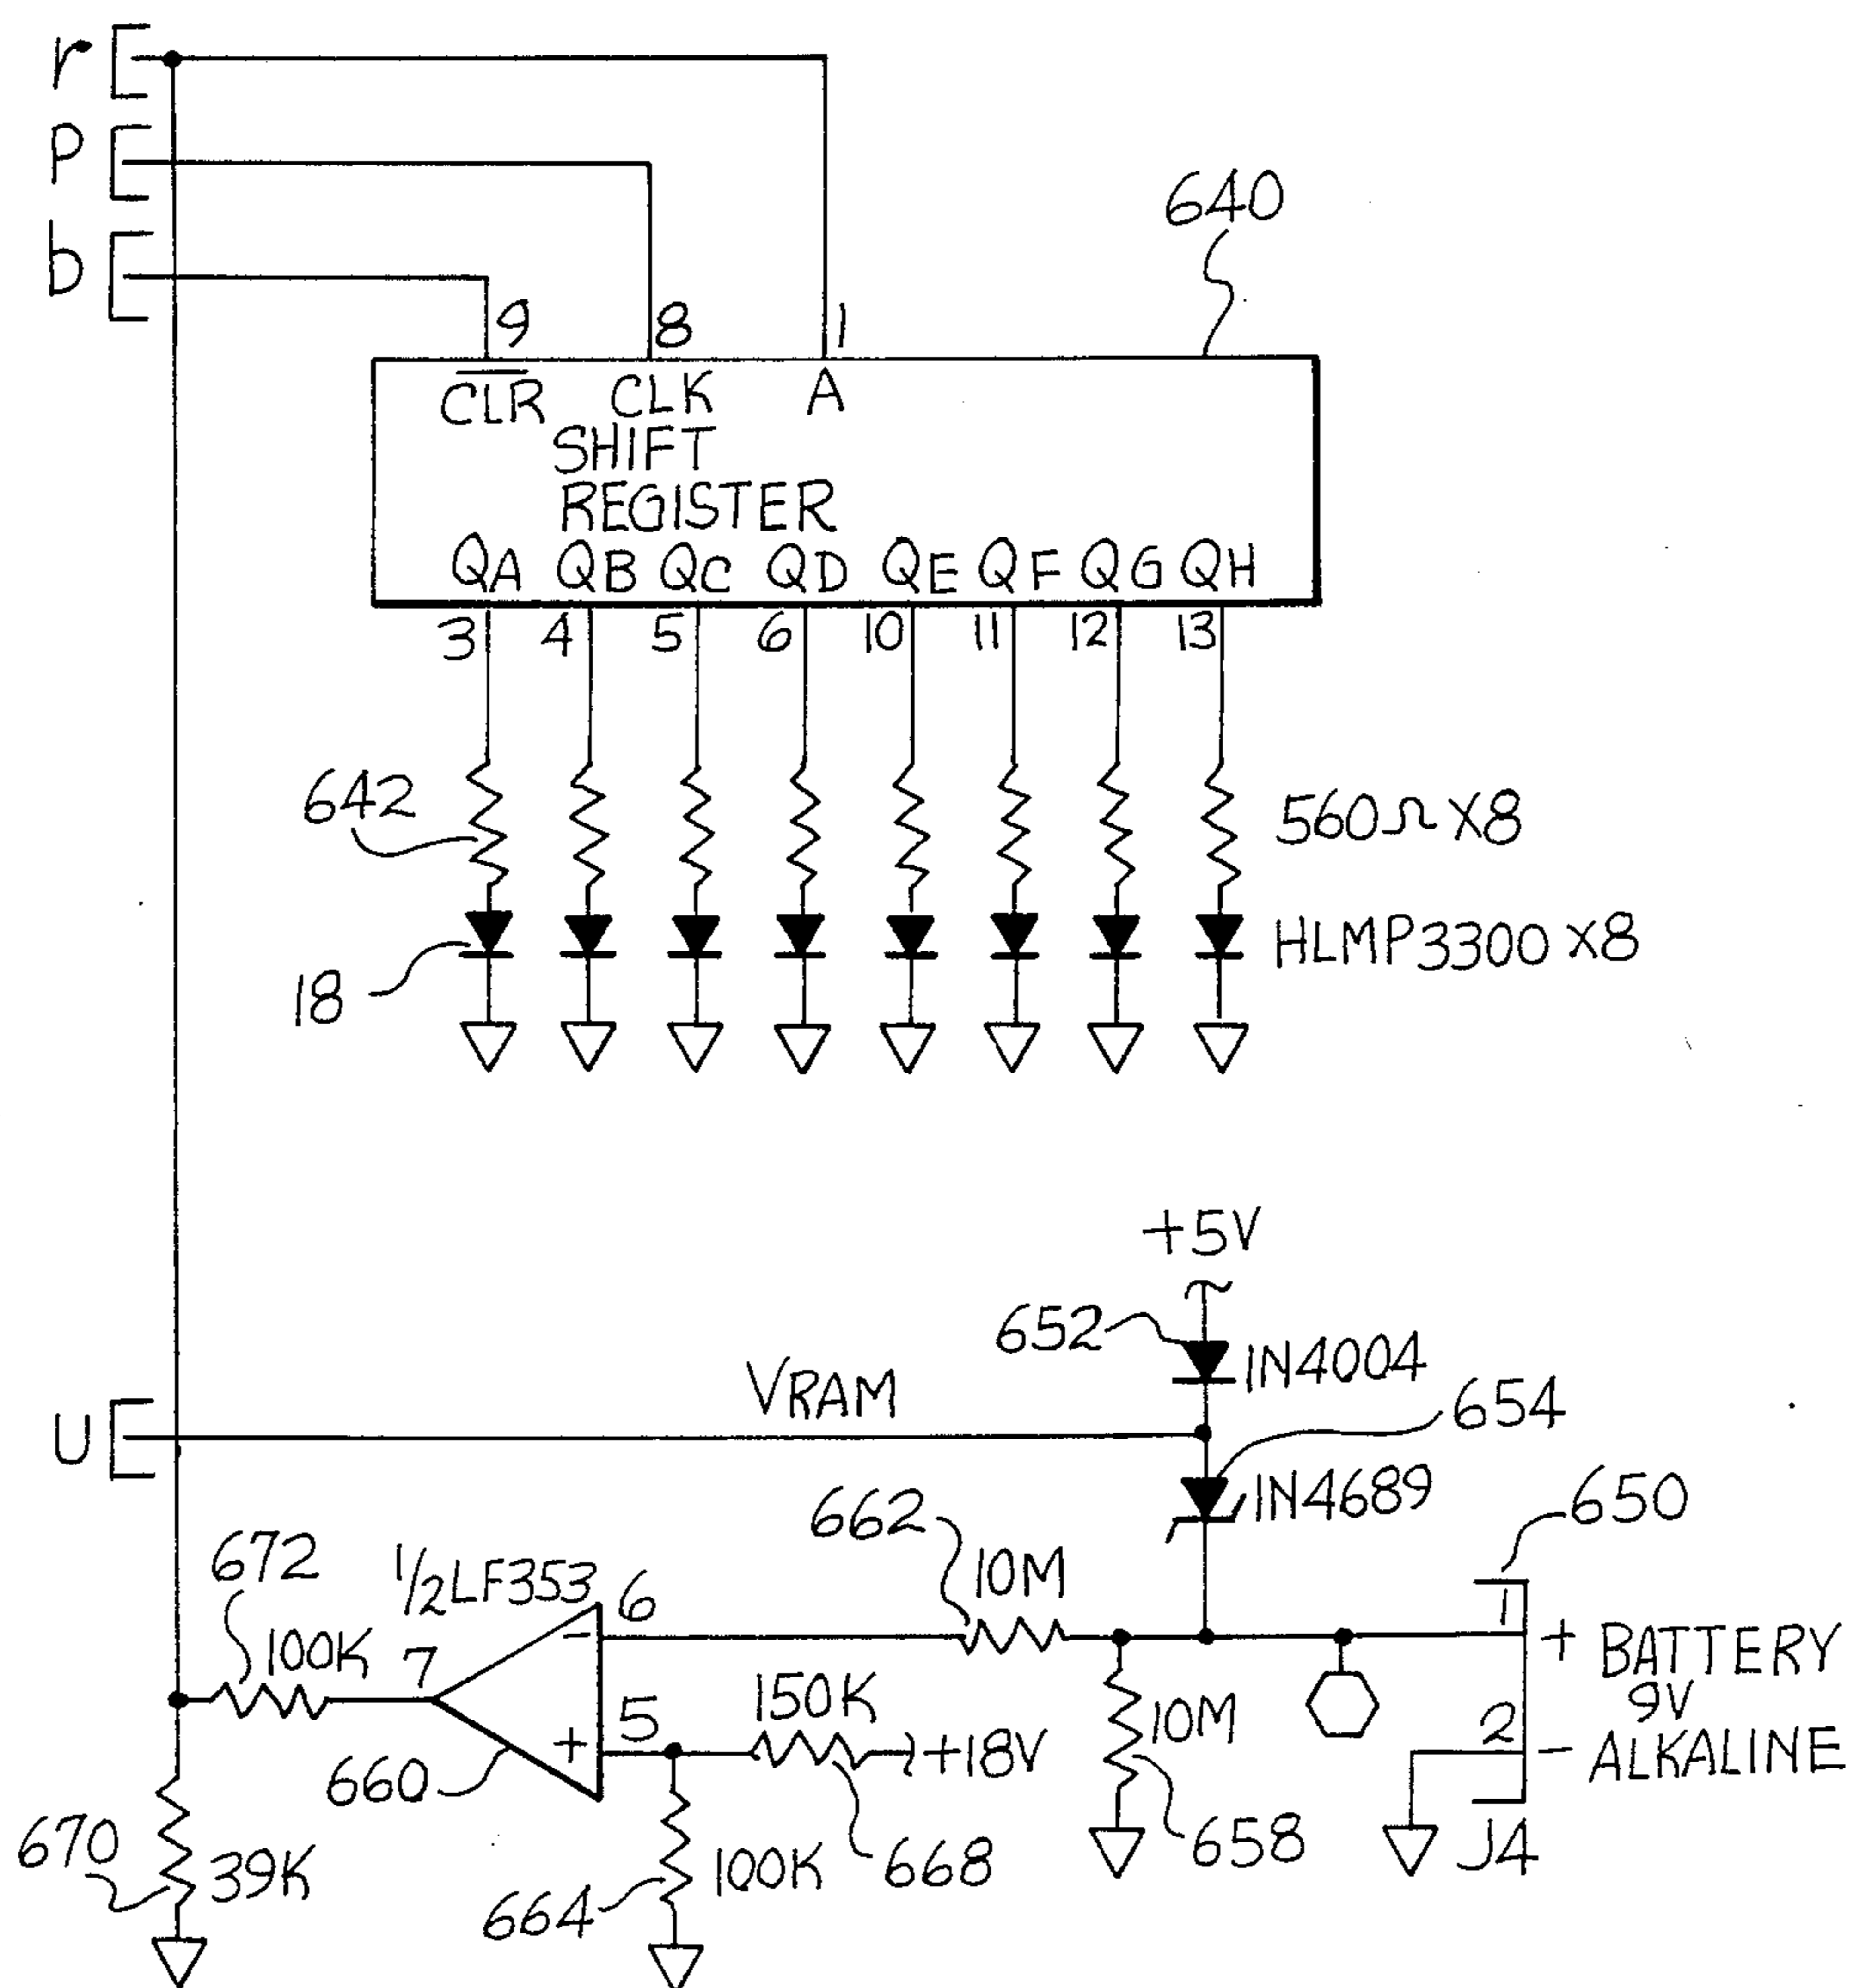 r
P
b
640
9 8 1
CLR CLK A
SHIFT
REGISTER
QA QB QC QD QE QF QG QH
3 4 5 6 10 11 12 13
642
560Ω X8
18
HLMP3300 X8
+5V
652
IN4004
VRAM
654
U
IN4689
650
662
672
1/2LF353
6
10M
1
+ BATTERY
100K
7
150K
5
10M
9V
2
- ALKALINE
-
+
+18V
660
670
39K
664
100K
668
658
J4